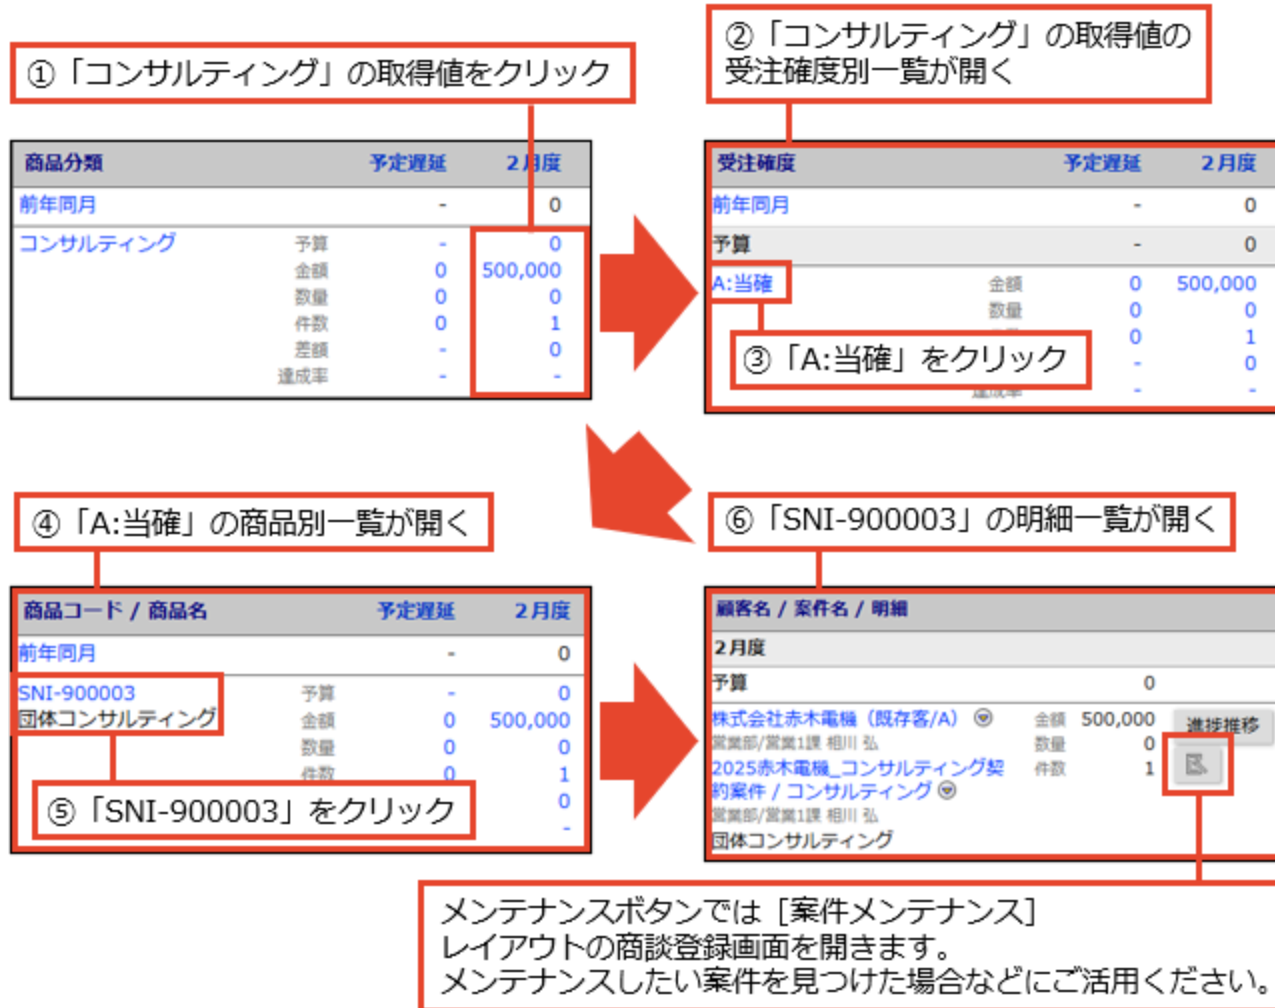 ①「コンサルティング」の取得値をクリック
商品分類 予定遅延 2月度
前年同月 - 0
コンサルティング 予算 - 0
金額 0 500,000
数量 0 0
件数 0 1
差額 - 0
達成率 - -
②「コンサルティング」の取得値の
受注確度別一覧が開く
受注確度 予定遅延 2月度
前年同月 - 0
予算 - 0
A:当確 金額 0 500,000
数量 0 0
0 1
- 0
- -
③「A:当確」をクリック
④「A:当確」の商品別一覧が開く
商品コード / 商品名 予定遅延 2月度
前年同月 - 0
SNI-900003 予算 - 0
団体コンサルティング 金額 0 500,000
数量 0 0
件数 0 1
0
-
⑤「SNI-900003」をクリック
⑥「SNI-900003」の明細一覧が開く
顧客名 / 案件名 / 明細
2月度
予算 0
株式会社赤木電機（既存客/A） 金額 500,000 進捗推移
営業部/営業1課 相川 弘 数量 0
2025赤木電機_コンサルティング契 件数 1
約案件 / コンサルティング
営業部/営業1課 相川 弘
団体コンサルティング
メンテナンスボタンでは［案件メンテナンス］
レイアウトの商談登録画面を開きます。
メンテナンスしたい案件を見つけた場合などにご活用ください。